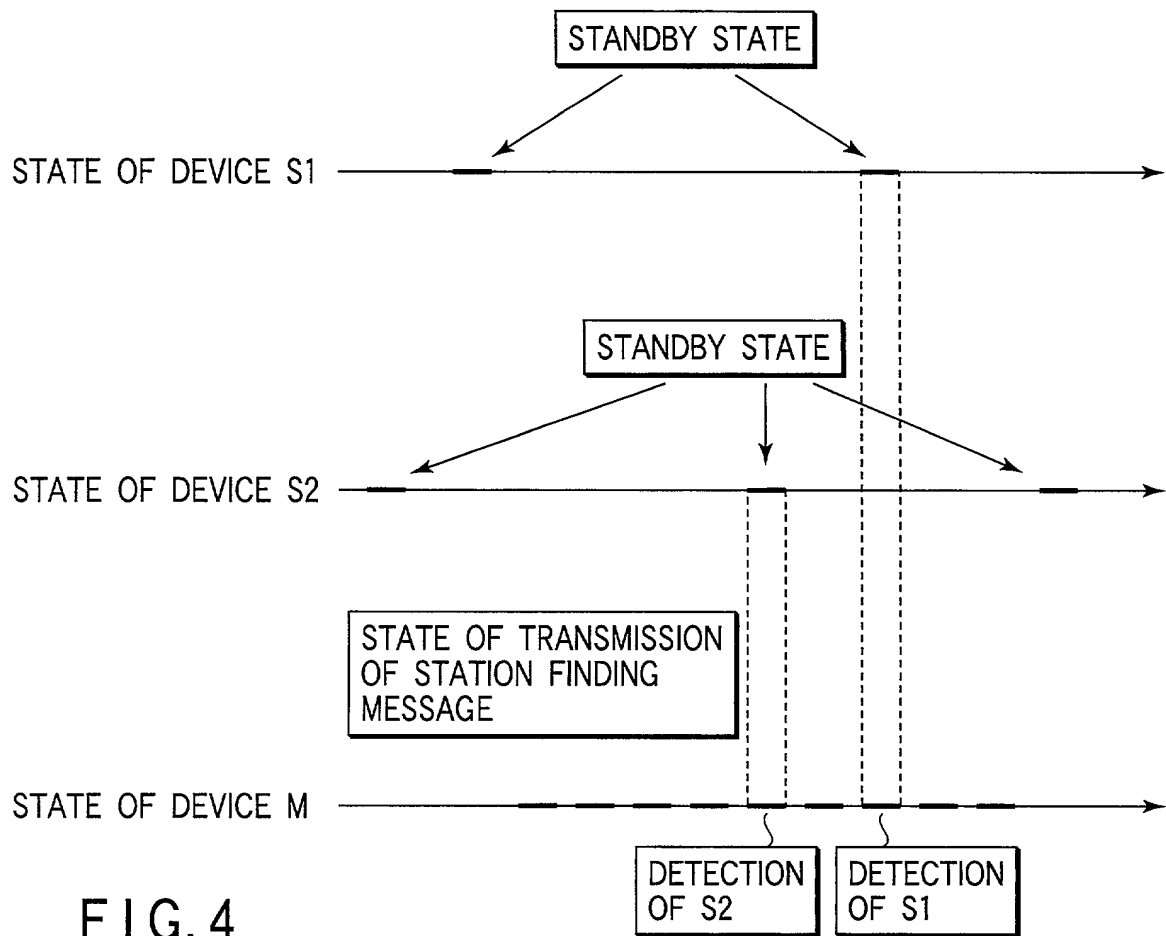 STANDBY STATE
STATE OF DEVICE S1
STANDBY STATE
STATE OF DEVICE S2
STATE OF TRANSMISSION
OF STATION FINDING
MESSAGE
STATE OF DEVICE M
DETECTION
OF S2
DETECTION
OF S1
FIG. 4